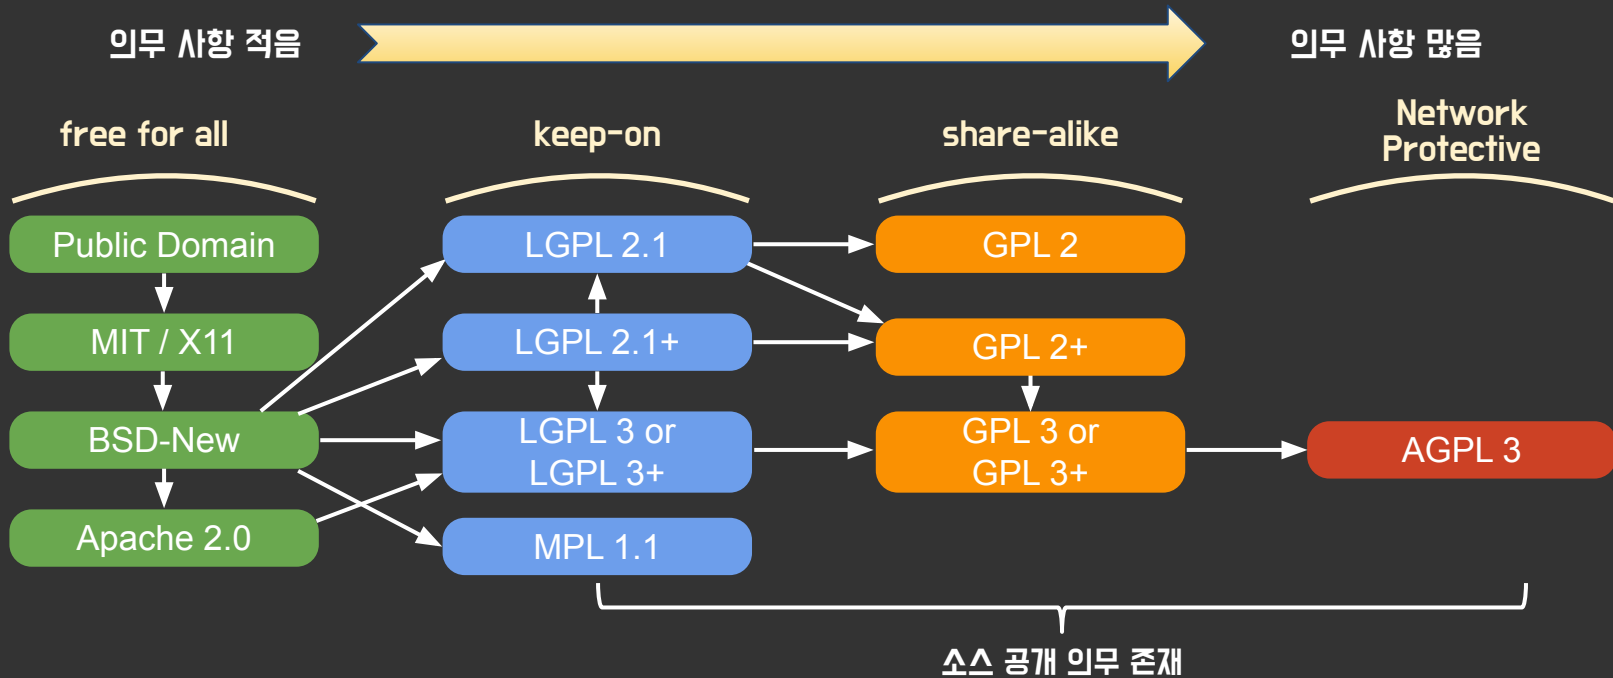 의무 사항 적음
의무 사항 많음
free for all
keep-on
share-alike
Network
Protective
Public Domain
LGPL 2.1
GPL 2
MIT / X11
LGPL 2.1+
GPL 2+
BSD-New
LGPL 3 or
LGPL 3+
GPL 3 or
GPL 3+
AGPL 3
Apache 2.0
MPL 1.1
소스 공개 의무 존재